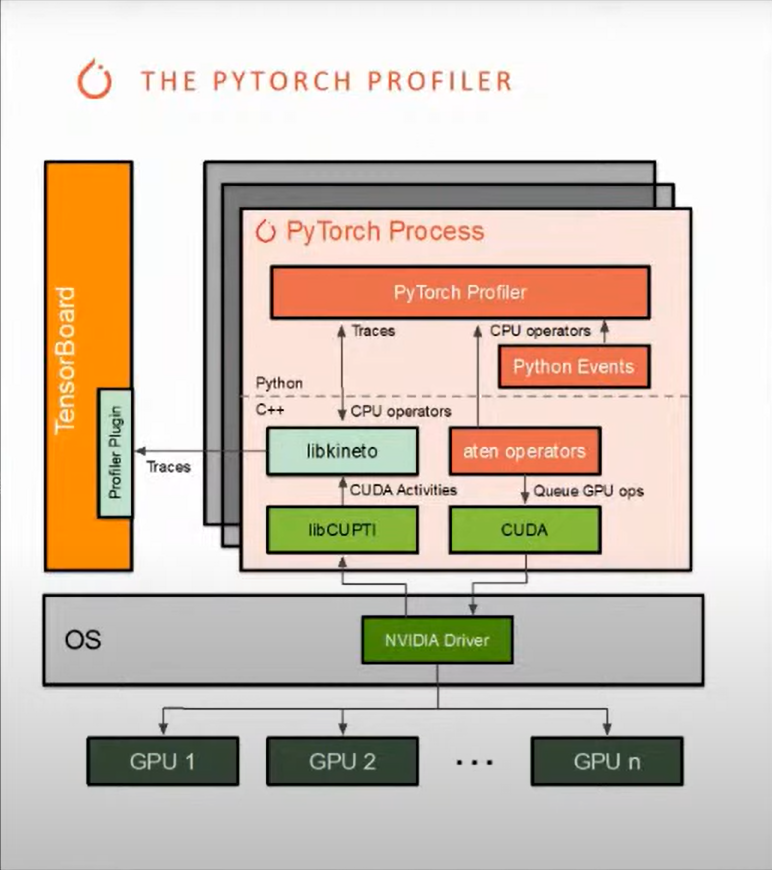 THE PYTORCH PROFILER
PyTorch Process
PyTorch Profiler
Traces
CPU operators
Python Events
Python
C++
CPU operators
libkineto
aten operators
TensorBoard
Profiler Plugin
Traces
CUDA Activities
Queue GPU ops
libCUPTI
CUDA
OS
NVIDIA Driver
GPU 1
GPU 2
...
GPU n